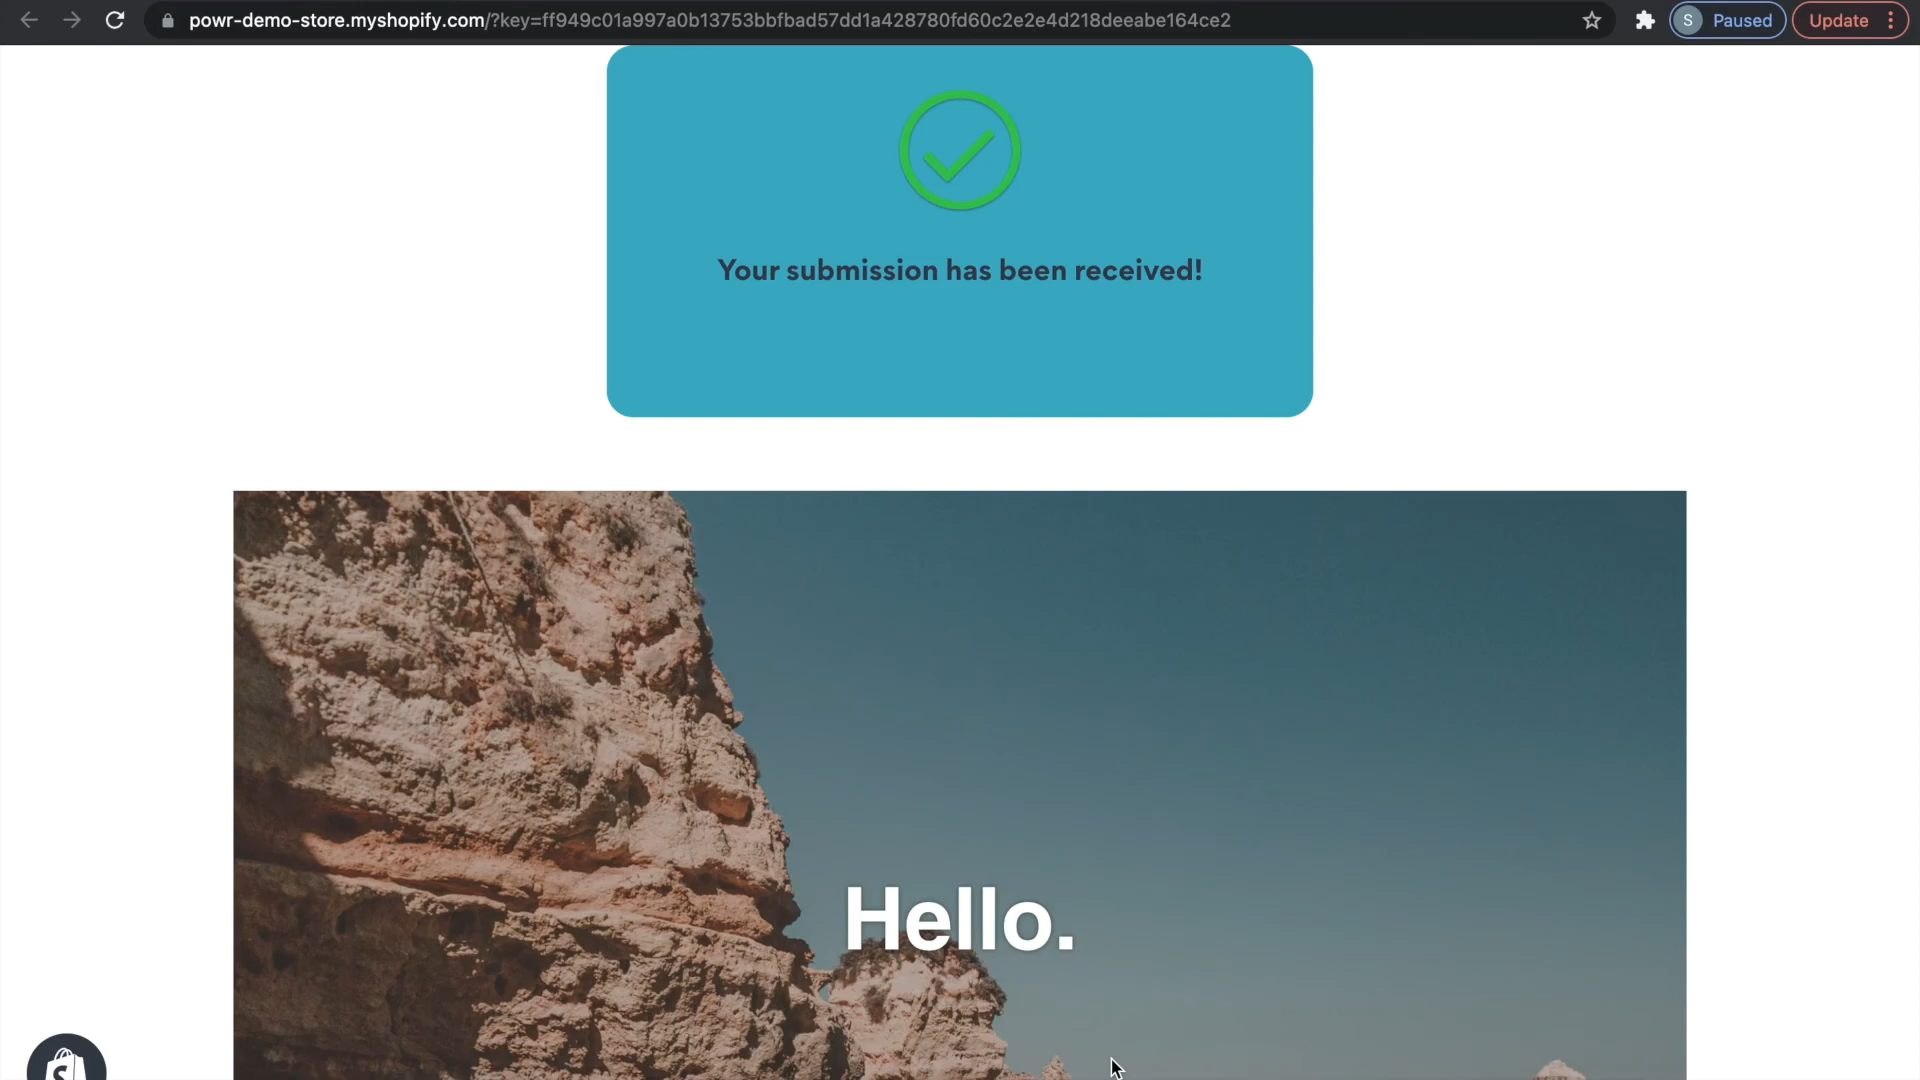 powr-demo-store.myshopify.com/?key=ff949c01a997a0b13753bbfbad57dd1a428780fd60c2e2e4d218deeabe164ce2
S Paused
Update
Your submission has been received!
Hello.